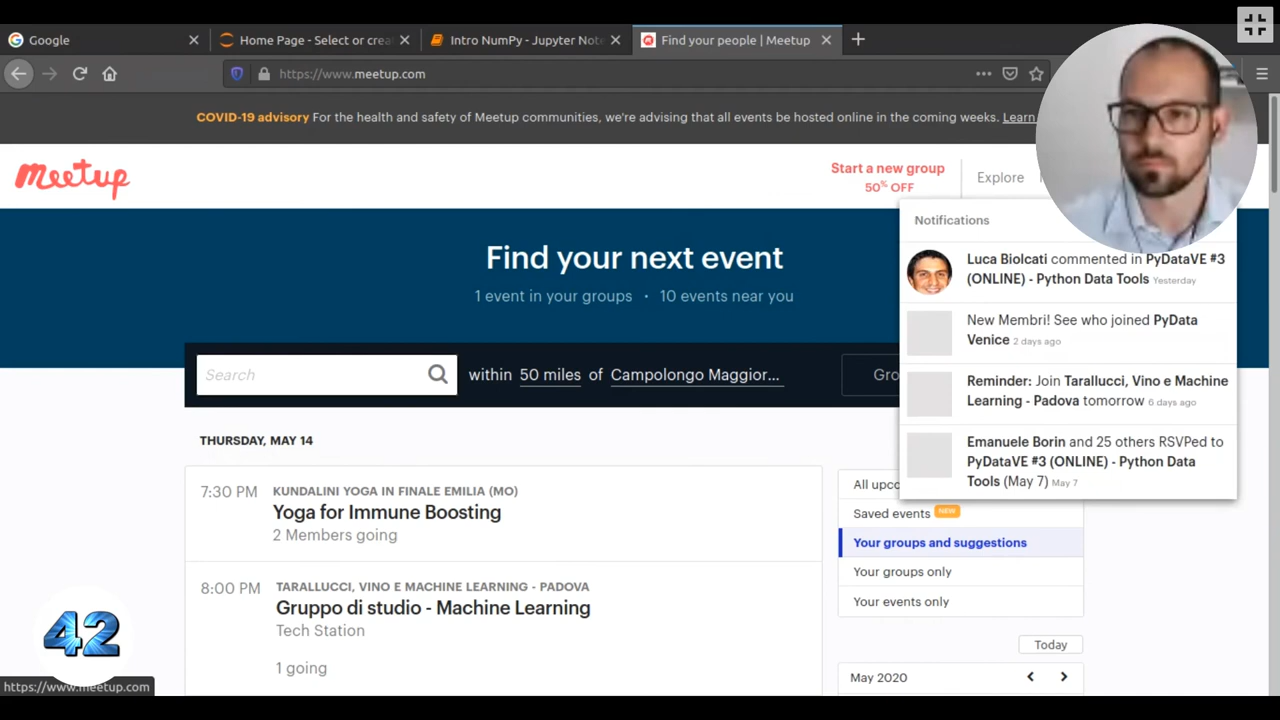 Google
Home Page - Select or crea
Intro NumPy - Jupyter Note
Find your people | Meetup
https://www.meetup.com
COVID-19 advisory For the health and safety of Meetup communities, we're advising that all events be hosted online in the coming weeks. Learn
Meetup
Start a new group
50% OFF
Explore
Notifications
Luca Biolcati commented in PyDataVE #3
(ONLINE) - Python Data Tools Yesterday
New Membri! See who joined PyData
Venice 2 days ago
Reminder: Join Tarallucci, Vino e Machine
Learning - Padova tomorrow 6 days ago
Emanuele Borin and 25 others RSVPed to
PyDataVE #3 (ONLINE) - Python Data
Tools (May 7) May 7
Find your next event
1 event in your groups • 10 events near you
Search
within 50 miles of Campolongo Maggior...
Gro
THURSDAY, MAY 14
7:30 PM
KUNDALINI YOGA IN FINALE EMILIA (MO)
Yoga for Immune Boosting
2 Members going
8:00 PM
TARALLUCCI, VINO E MACHINE LEARNING - PADOVA
Gruppo di studio - Machine Learning
Tech Station
1 going
All upco
Saved events NEW
Your groups and suggestions
Your groups only
Your events only
Today
May 2020
42
https://www.meetup.com